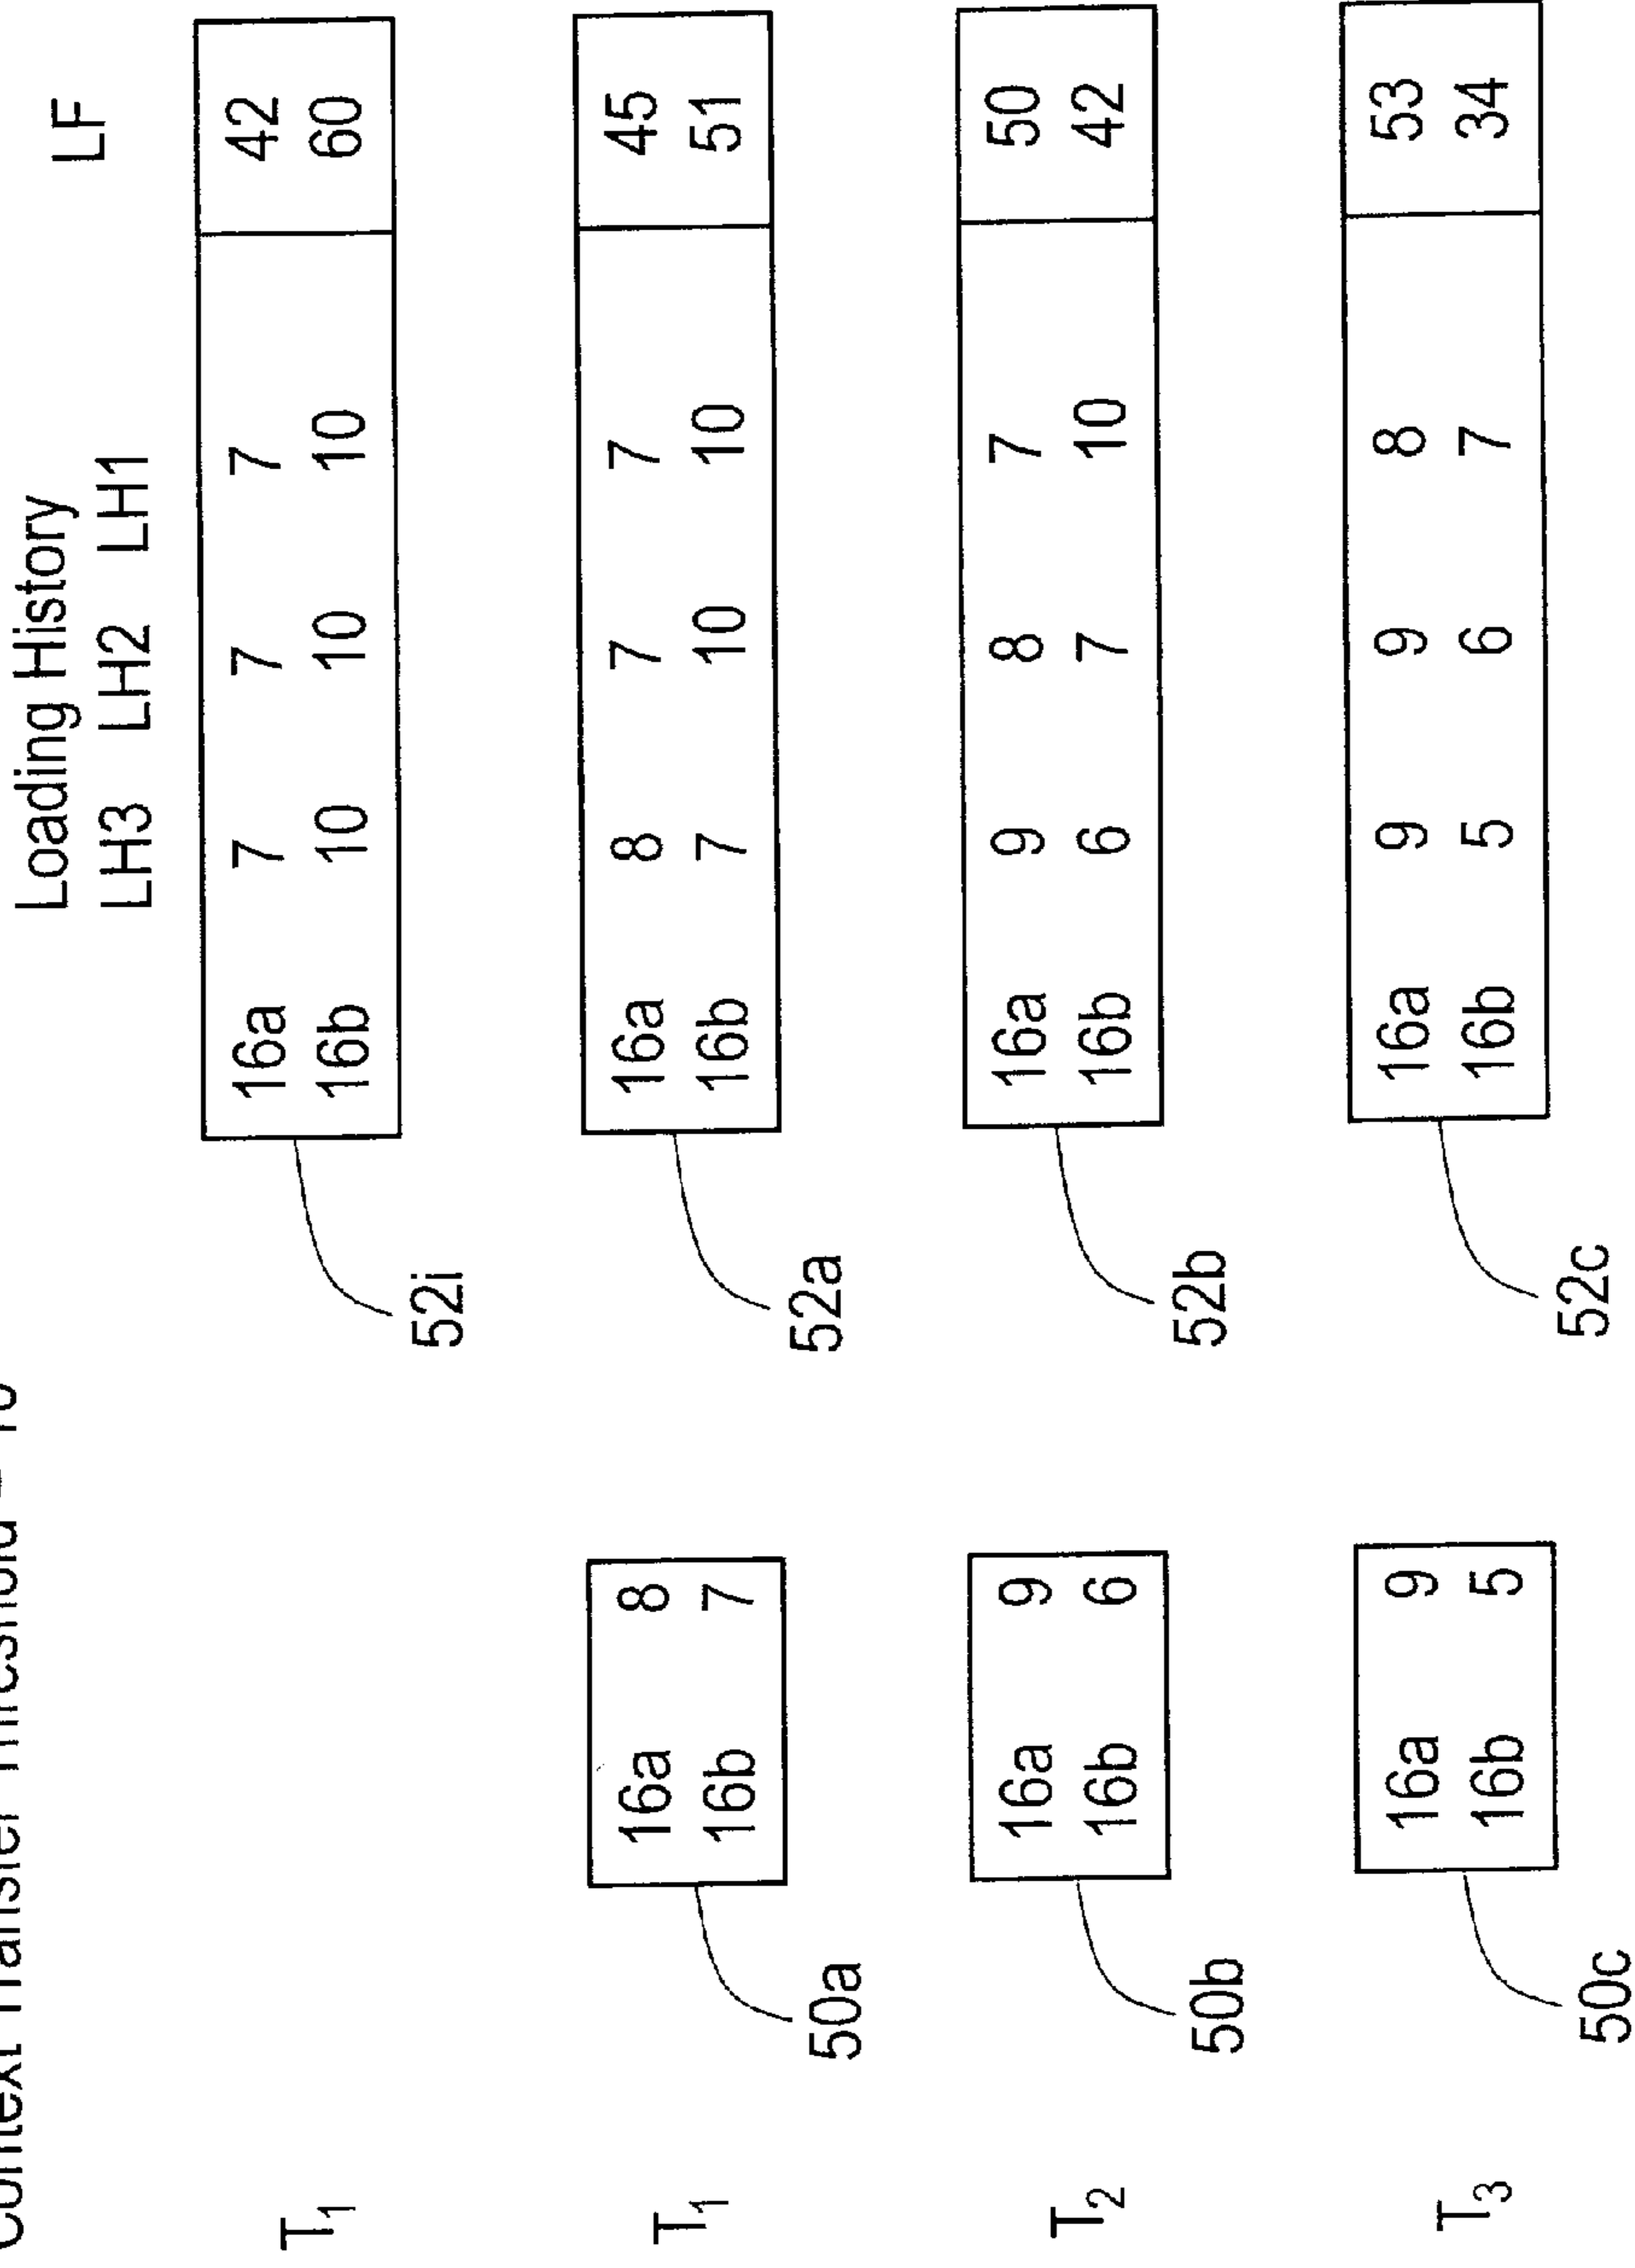 Context Transfer Threshold
Loading History
LH3 LH2 LH1 LF
T1
16a 7 7 7 42
16b 10 10 10 60
52i
T1
16a 8
16b 7
50a
16a 8 7 7 45
16b 7 10 10 51
52a
T2
16a 9
16b 6
50b
16a 9 8 7 50
16b 6 7 10 42
52b
T3
16a 9
16b 5
50c
16a 9 9 8 53
16b 5 6 7 34
52c